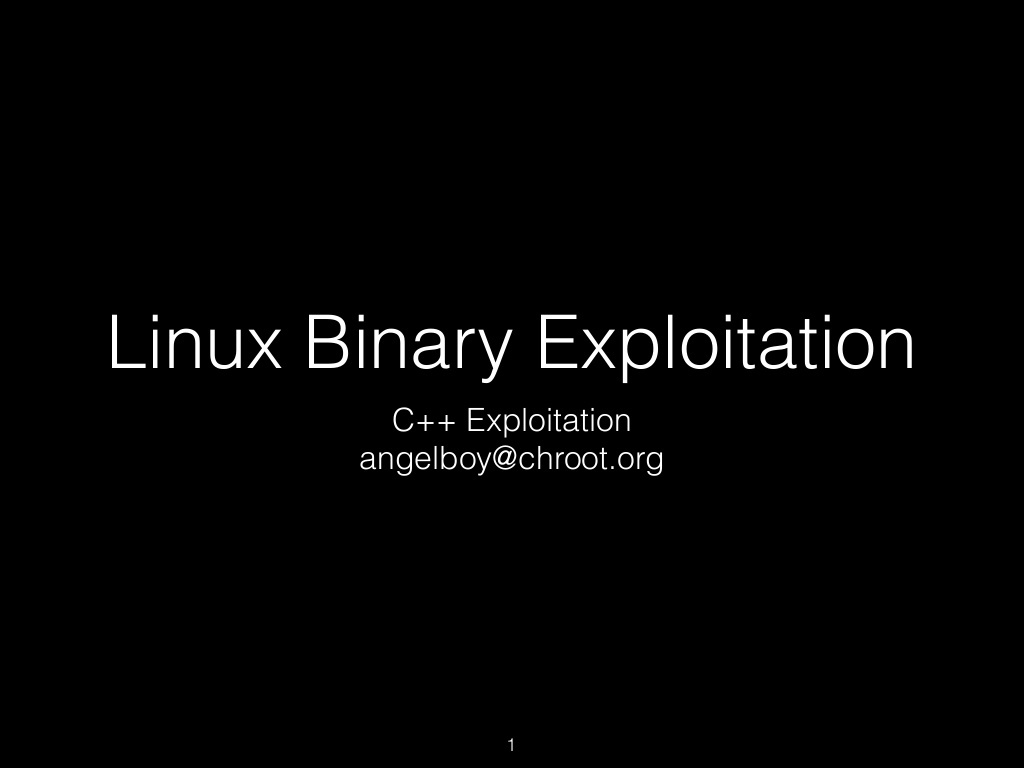 Linux Binary Exploitation
C++ Exploitation
angelboy@chroot.org
1